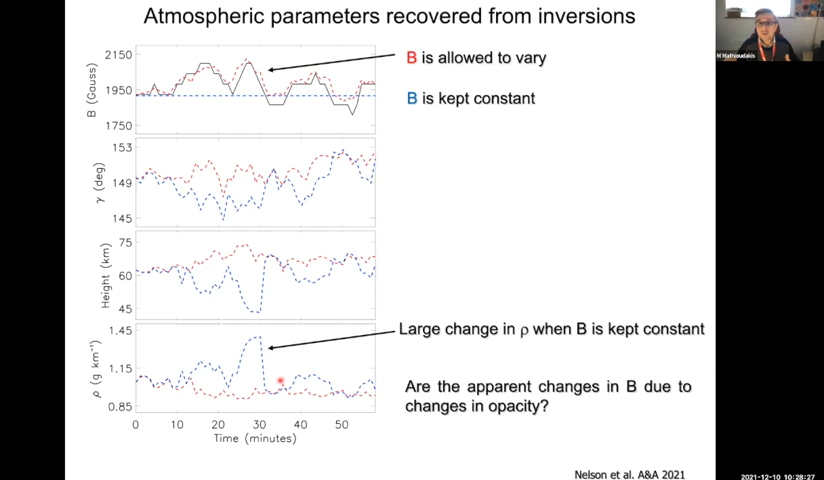 Atmospheric parameters recovered from inversions
M Mathioudakis
2150
1950
1750
B (Gauss)
B is allowed to vary
B is kept constant
153
149
145
γ (deg)
75
60
45
Height (km)
1.45
1.15
0.85
ρ (g km⁻¹)
Large change in ρ when B is kept constant
Are the apparent changes in B due to
changes in opacity?
0 10 20 30 40 50
Time (minutes)
Nelson et al. A&A 2021
2021-12-10 10:28:27